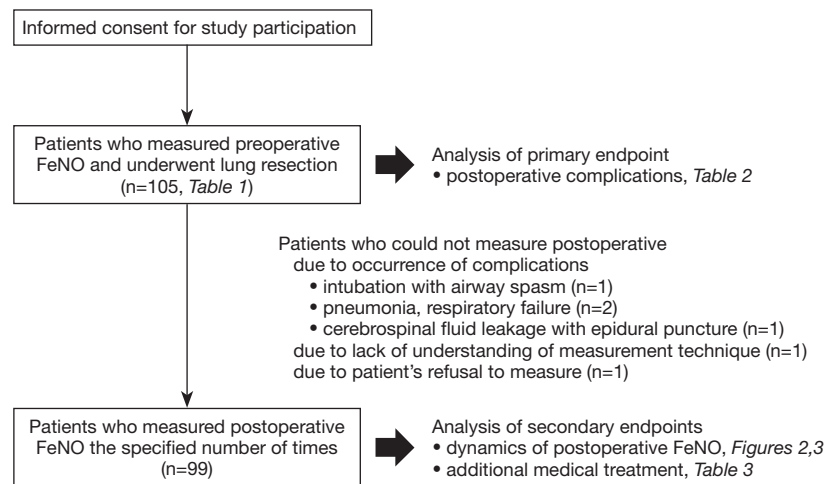 Informed consent for study participation
Patients who measured preoperative
FeNO and underwent lung resection
(n=105, Table 1)
Analysis of primary endpoint
• postoperative complications, Table 2
Patients who could not measure postoperative
due to occurrence of complications
• intubation with airway spasm (n=1)
• pneumonia, respiratory failure (n=2)
• cerebrospinal fluid leakage with epidural puncture (n=1)
due to lack of understanding of measurement technique (n=1)
due to patient's refusal to measure (n=1)
Patients who measured postoperative
FeNO the specified number of times
(n=99)
Analysis of secondary endpoints
• dynamics of postoperative FeNO, Figures 2,3
• additional medical treatment, Table 3